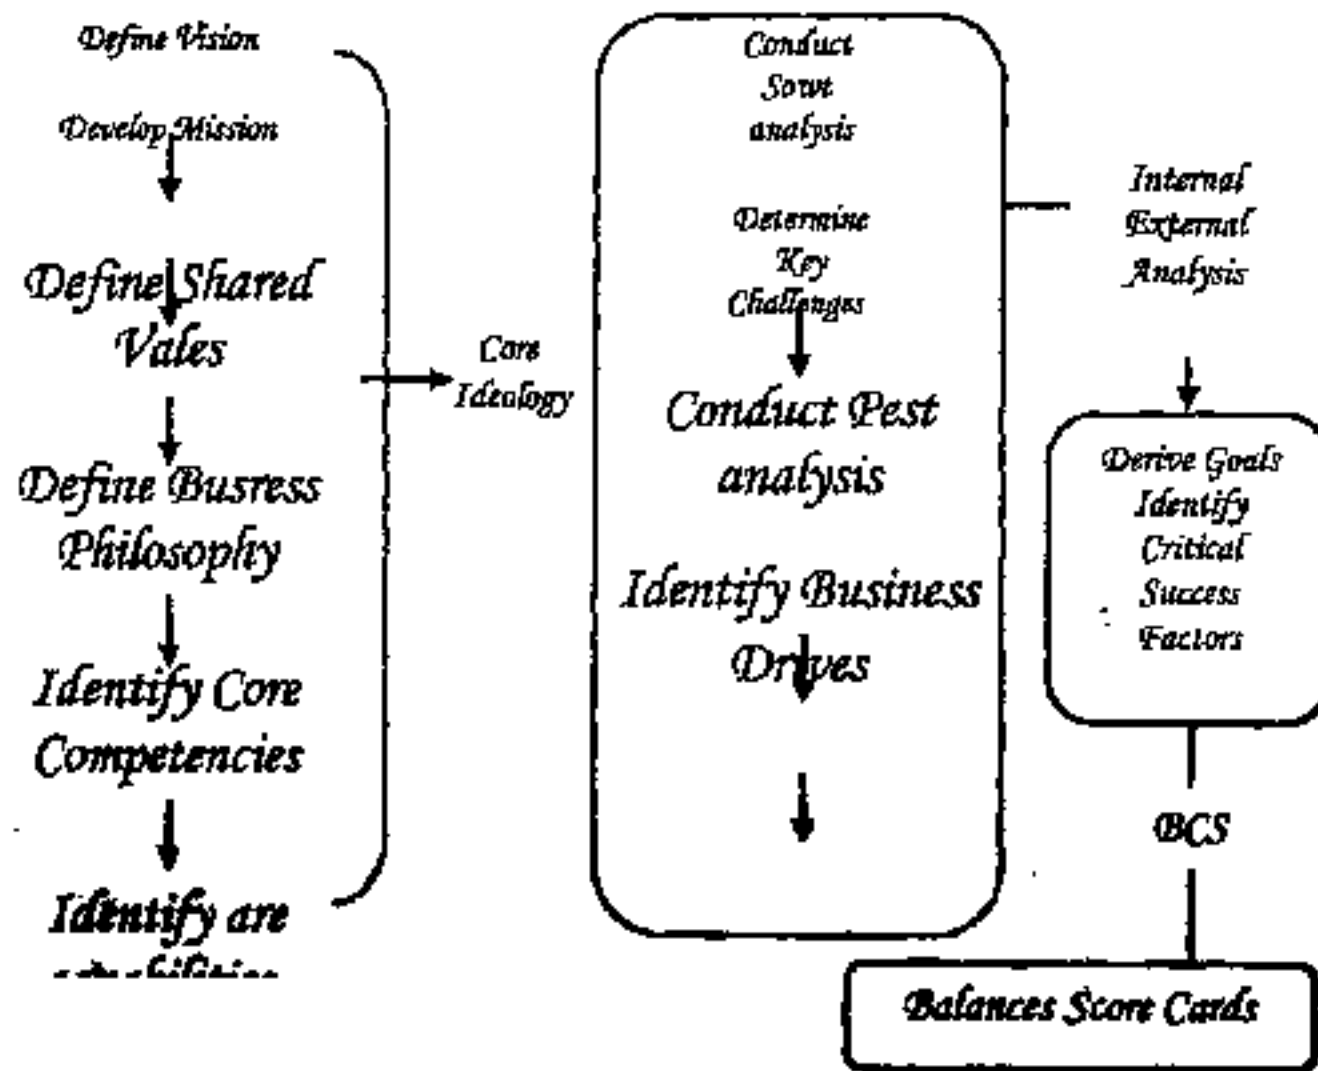 Define Vision
Develop Mission
Define Shared
Vales
Define Busress
Philosophy
Identify Core
Competencies
Identify are
Core
Ideology
Conduct
Sowt
analysis
Determine
Key
Challenges
Conduct Pest
analysis
Identify Business
Drives
Internal
External
Analysis
Derive Goals
Identify
Critical
Success
Factors
BCS
Balances Score Cards